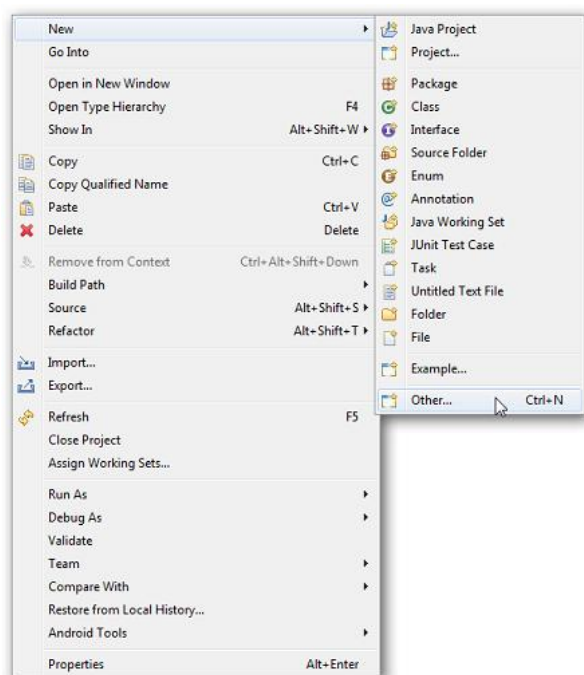 New
Go Into
Open in New Window
Open Type Hierarchy F4
Show In Alt+Shift+W
Copy Ctrl+C
Copy Qualified Name
Paste Ctrl+V
Delete Delete
Remove from Context Ctrl+Alt+Shift+Down
Build Path
Source Alt+Shift+S
Refactor Alt+Shift+T
Import...
Export...
Refresh F5
Close Project
Assign Working Sets...
Run As
Debug As
Validate
Team
Compare With
Restore from Local History...
Android Tools
Properties Alt+Enter
Java Project
Project...
Package
Class
Interface
Source Folder
Enum
Annotation
Java Working Set
JUnit Test Case
Task
Untitled Text File
Folder
File
Example...
Other... Ctrl+N